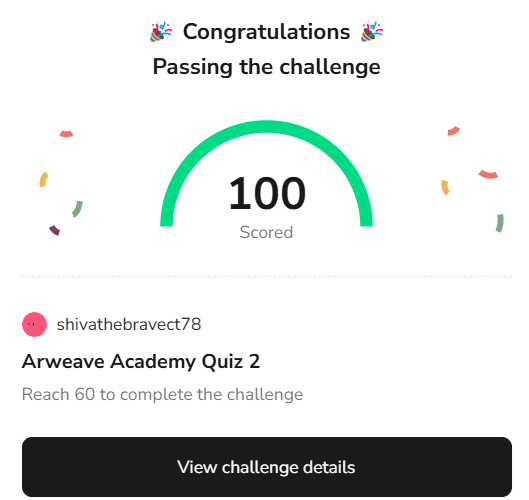 🎉 Congratulations 🎉
Passing the challenge
100
Scored
shivathebravect78
Arweave Academy Quiz 2
Reach 60 to complete the challenge
View challenge details